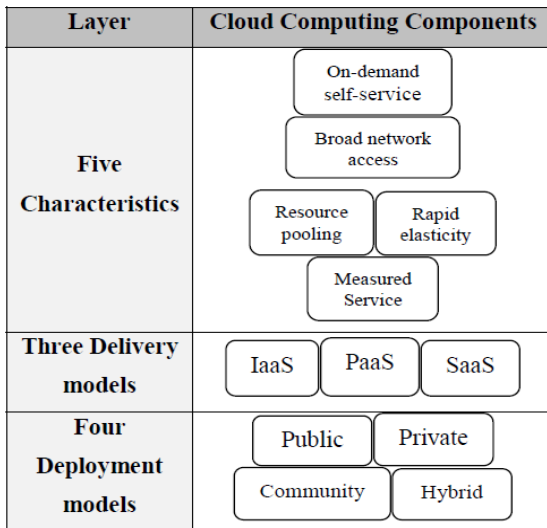 Layer
Cloud Computing Components
Five
Characteristics
On-demand
self-service
Broad network
access
Resource
pooling
Rapid
elasticity
Measured
Service
Three Delivery
models
IaaS
PaaS
SaaS
Four
Deployment
models
Public
Private
Community
Hybrid